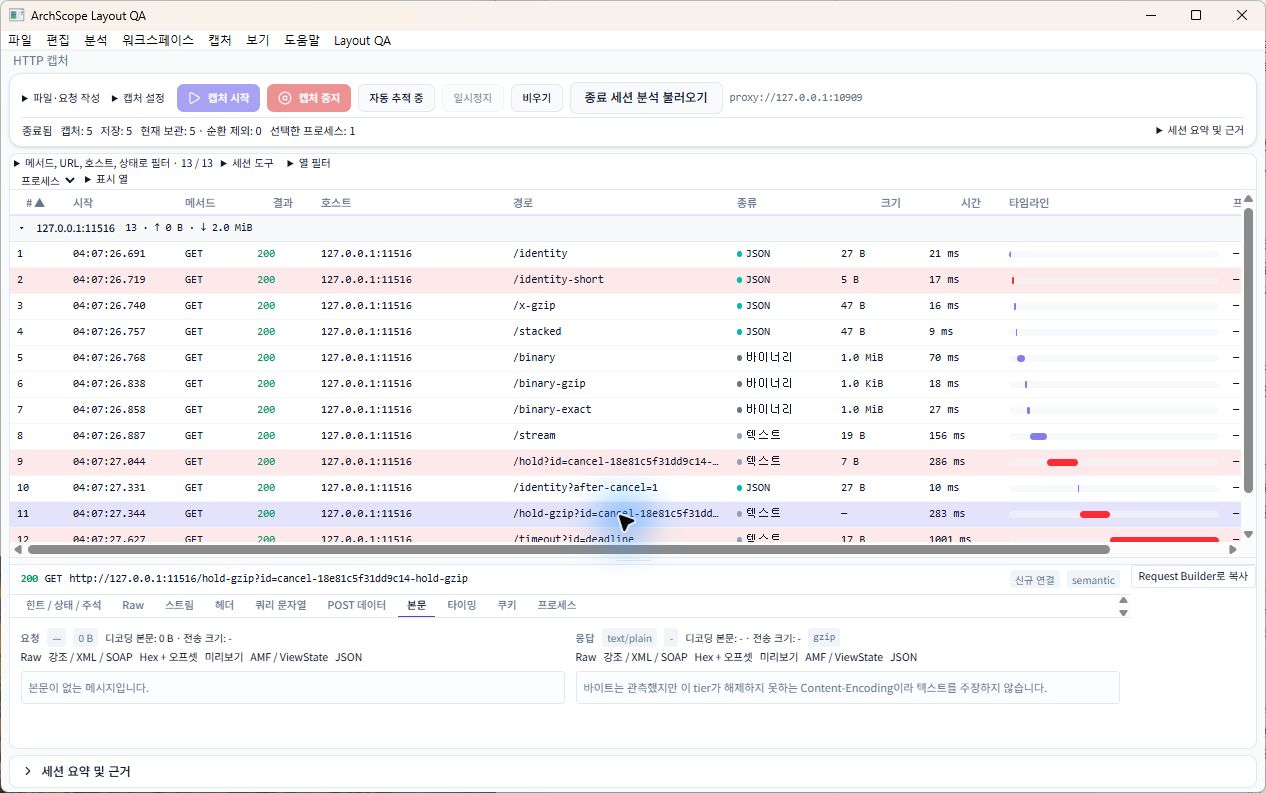 ArchScope Layout QA
파일 편집 분석 워크스페이스 캡처 보기 도움말 Layout QA
HTTP 캡처
▶ 파일·요청 작성 ▶ 캡처 설정 캡처 시작 캡처 중지 자동 추적 중 일시정지 비우기 종료 세션 분석 불러오기 proxy://127.0.0.1:10909
종료됨 캡처: 5 저장: 5 현재 보관: 5 · 순환 제외: 0 선택한 프로세스: 1 ▶ 세션 요약 및 근거
▶ 메서드, URL, 호스트, 상태로 필터 · 13 / 13 ▶ 세션 도구 ▶ 열 필터
프로세스 ▶ 표시 열
# ▲ 시작 메서드 결과 호스트 경로 종류 크기 시간 타임라인 프
127.0.0.1:11516 13 · ↑ 0 B · ↓ 2.0 MiB
1 04:07:26.691 GET 200 127.0.0.1:11516 /identity JSON 27 B 21 ms —
2 04:07:26.719 GET 200 127.0.0.1:11516 /identity-short JSON 5 B 17 ms —
3 04:07:26.740 GET 200 127.0.0.1:11516 /x-gzip JSON 47 B 16 ms —
4 04:07:26.757 GET 200 127.0.0.1:11516 /stacked JSON 47 B 9 ms —
5 04:07:26.768 GET 200 127.0.0.1:11516 /binary 바이너리 1.0 MiB 70 ms —
6 04:07:26.838 GET 200 127.0.0.1:11516 /binary-gzip 바이너리 1.0 KiB 18 ms —
7 04:07:26.858 GET 200 127.0.0.1:11516 /binary-exact 바이너리 1.0 MiB 27 ms —
8 04:07:26.887 GET 200 127.0.0.1:11516 /stream 텍스트 19 B 156 ms —
9 04:07:27.044 GET 200 127.0.0.1:11516 /hold?id=cancel-18e81c5f31dd9c14-… 텍스트 7 B 286 ms —
10 04:07:27.331 GET 200 127.0.0.1:11516 /identity?after-cancel=1 JSON 27 B 10 ms —
11 04:07:27.344 GET 200 127.0.0.1:11516 /hold-gzip?id=cancel-18e81c5f31dd… 텍스트 — 283 ms —
12 04:07:27.627 GET 200 127.0.0.1:11516 /timeout?id=deadline 텍스트 17 B 1001 ms —
200 GET http://127.0.0.1:11516/hold-gzip?id=cancel-18e81c5f31dd9c14-hold-gzip 신규 연결 semantic Request Builder로 복사
힌트 / 상태 / 주석 Raw 스트림 헤더 쿼리 문자열 POST 데이터 본문 타이밍 쿠키 프로세스
요청 — 0 B 디코딩 본문: 0 B · 전송 크기: - 응답 text/plain - 디코딩 본문: - · 전송 크기: - gzip
Raw 강조 / XML / SOAP Hex + 오프셋 미리보기 AMF / ViewState JSON Raw 강조 / XML / SOAP Hex + 오프셋 미리보기 AMF / ViewState JSON
본문이 없는 메시지입니다. 바이트는 관측했지만 이 tier가 해제하지 못하는 Content-Encoding이라 텍스트를 주장하지 않습니다.
세션 요약 및 근거